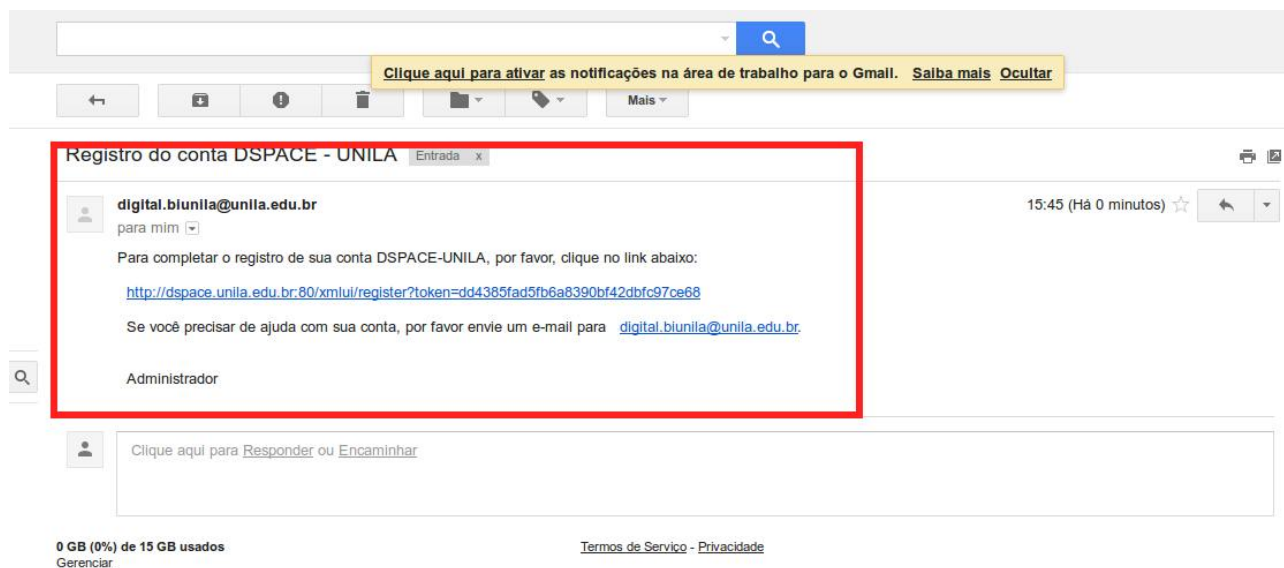 Clique aqui para ativar as notificações na área de trabalho para o Gmail. Saiba mais Ocultar
Mais
Registro do conta DSPACE - UNILA Entrada x
digital.biunila@unila.edu.br 15:45 (Há 0 minutos)
para mim
Para completar o registro de sua conta DSPACE-UNILA, por favor, clique no link abaixo:
http://dspace.unila.edu.br:80/xmlui/register?token=dd4385fad5fb6a8390bf42dbfc97ce68
Se você precisar de ajuda com sua conta, por favor envie um e-mail para digital.biunila@unila.edu.br.
Administrador
Clique aqui para Responder ou Encaminhar
0 GB (0%) de 15 GB usados Termos de Serviço - Privacidade
Gerenciar